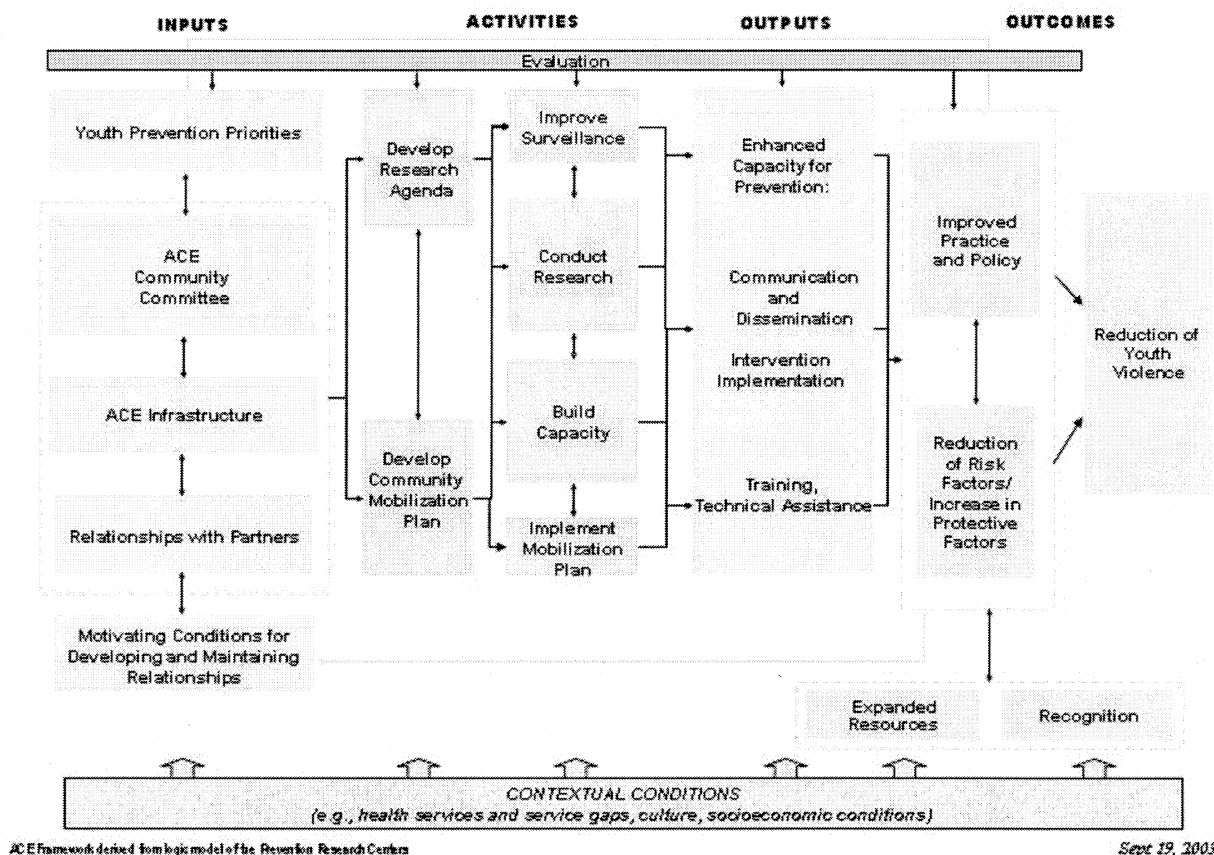 INPUTS
ACTIVITIES
OUTPUTS
OUTCOMES
Evaluation
Youth Prevention Priorities
ACE
Community
Committee
ACE Infrastructure
Relationships with Partners
Motivating Conditions for
Developing and Maintaining
Relationships
Develop
Research
Agenda
Develop
Community
Mobilization
Plan
Improve
Surveillance
Conduct
Research
Build
Capacity
Implement
Mobilization
Plan
Enhanced
Capacity for
Prevention:
Communication
and
Dissemination
Intervention
Implementation
Training,
Technical Assistance
Improved
Practice
and Policy
Reduction
of Risk
Factors/
Increase in
Protective
Factors
Reduction of
Youth
Violence
Expanded
Resources
Recognition
CONTEXTUAL CONDITIONS
(e.g., health services and service gaps, culture, socioeconomic conditions)
ACE Framework derived from logic model of the Prevention Research Centers
Sept 19, 2003